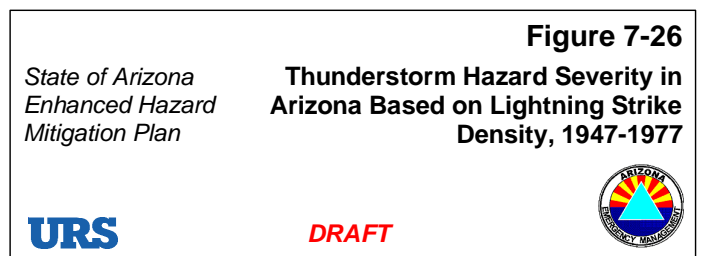 Figure 7-26
State of Arizona
Enhanced Hazard
Mitigation Plan
Thunderstorm Hazard Severity in
Arizona Based on Lightning Strike
Density, 1947-1977
URS
DRAFT
ARIZONA
EMERGENCY MANAGEMENT